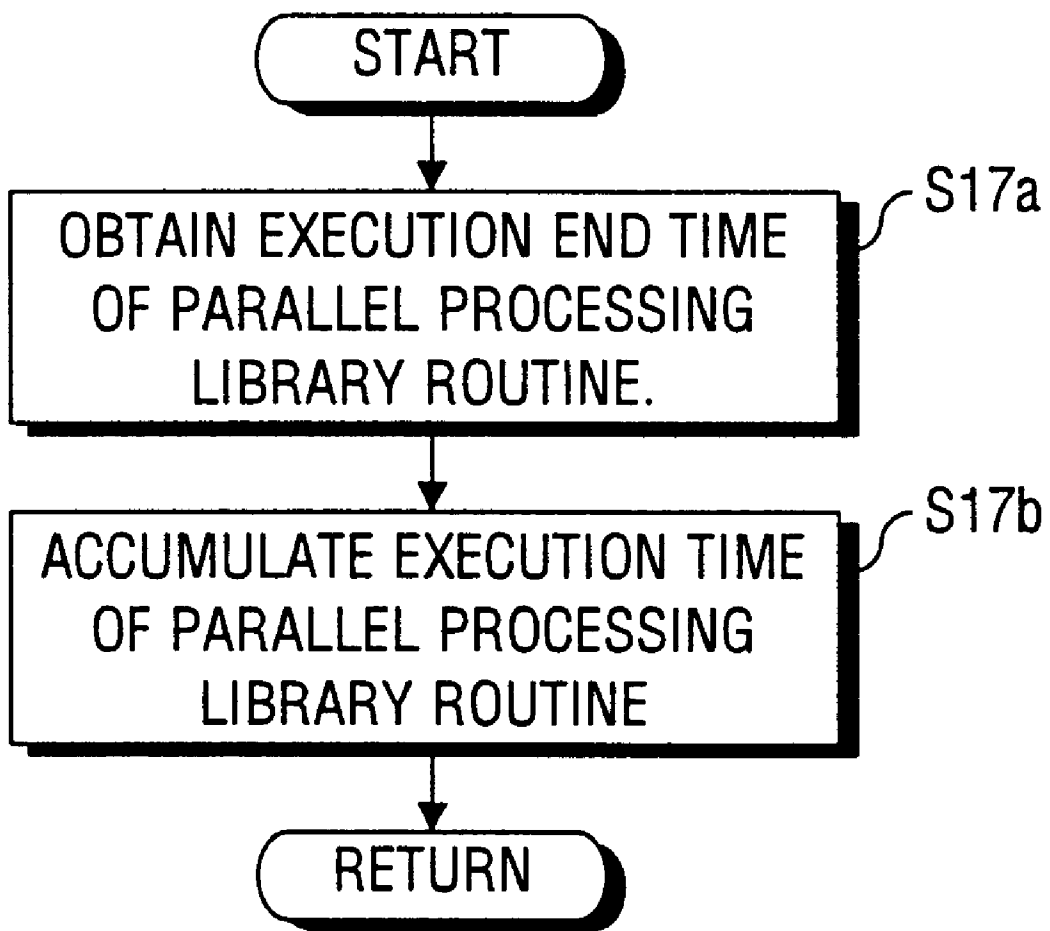 START
S17a
OBTAIN EXECUTION END TIME
OF PARALLEL PROCESSING
LIBRARY ROUTINE.
S17b
ACCUMULATE EXECUTION TIME
OF PARALLEL PROCESSING
LIBRARY ROUTINE
RETURN